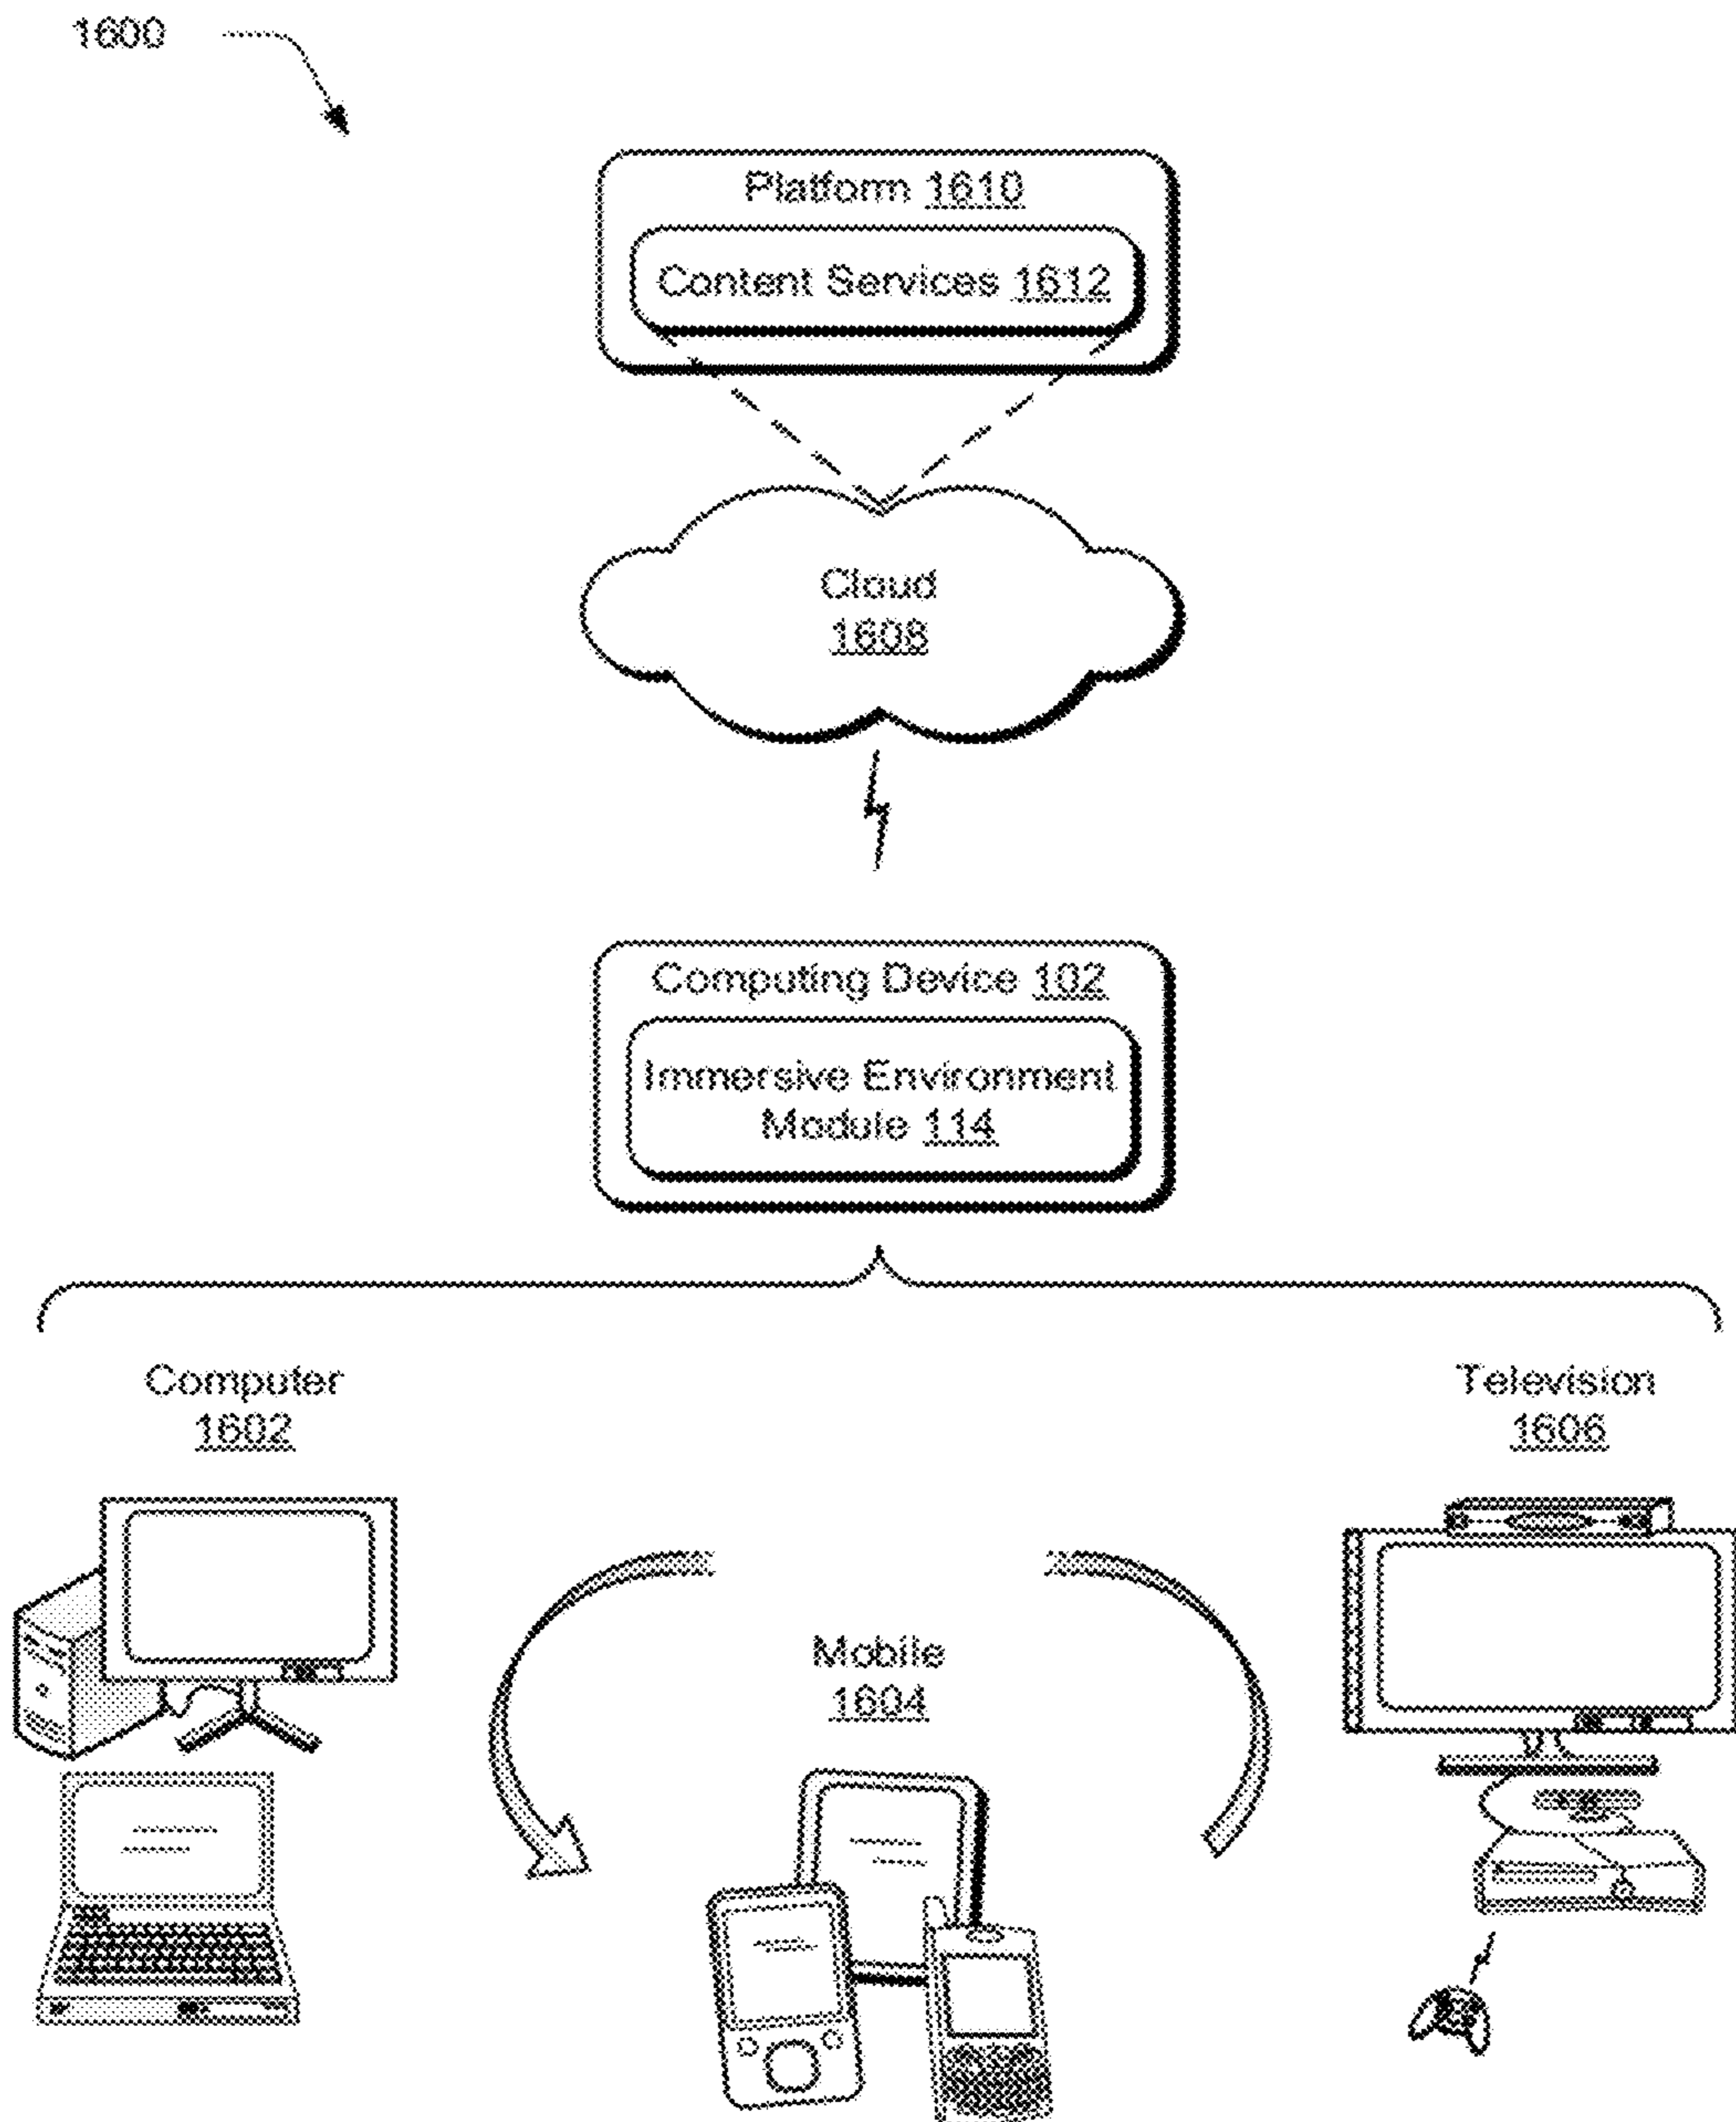 1600
Platform 1610
Content Services 1612
Cloud
1608
Computing Device 102
Immersive Environment
Module 114
Computer
1602
Television
1606
Mobile
1604